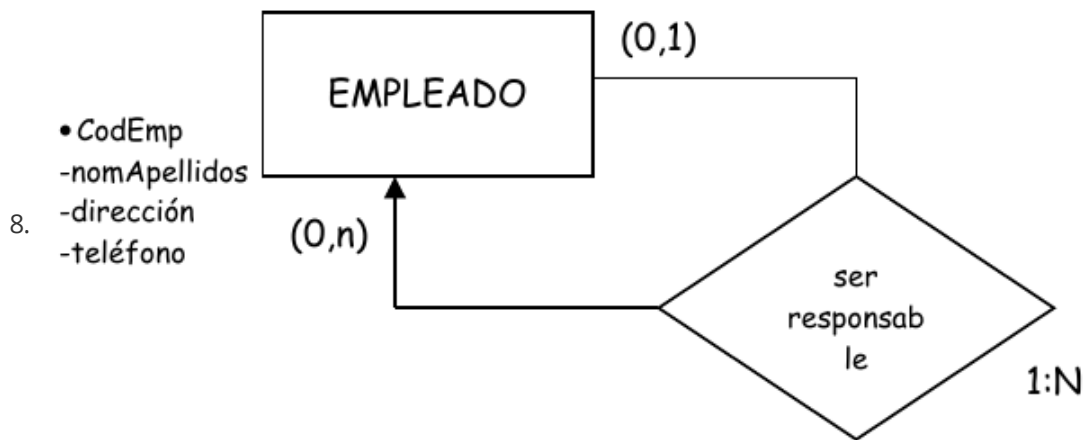 (0,1)
EMPLEADO
• CodEmp
-nomApellidos
-dirección
-teléfono
8.
(0,n)
ser
responsab
le
1:N